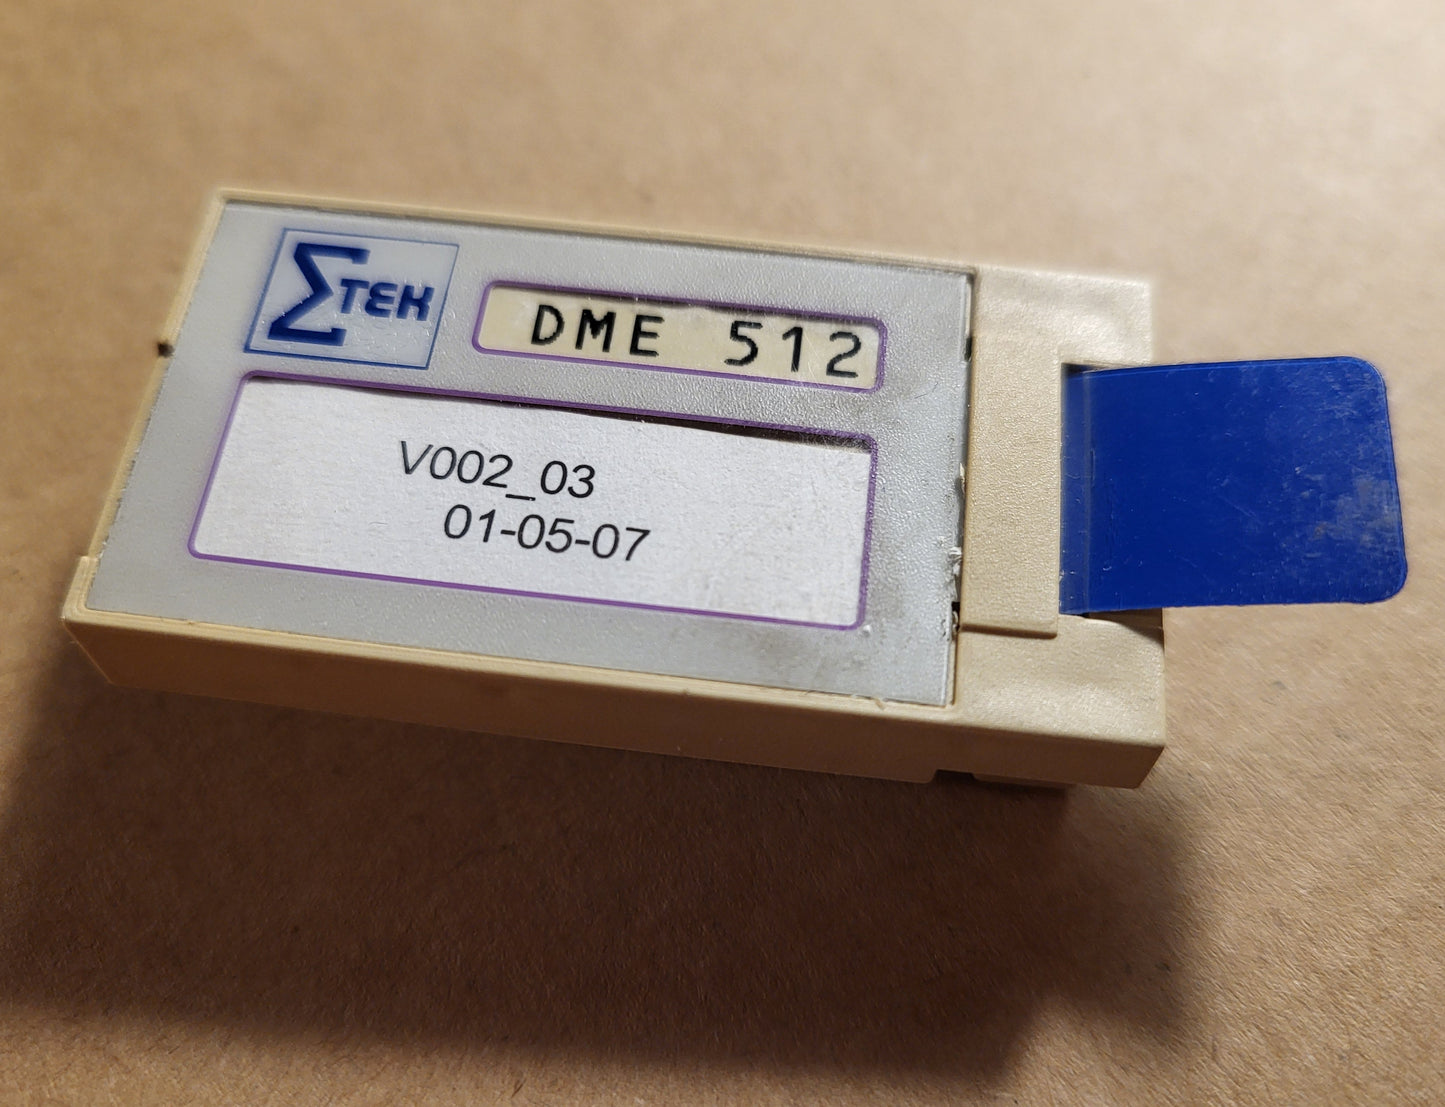 ΣTEK
DME 512
V002_03
01-05-07